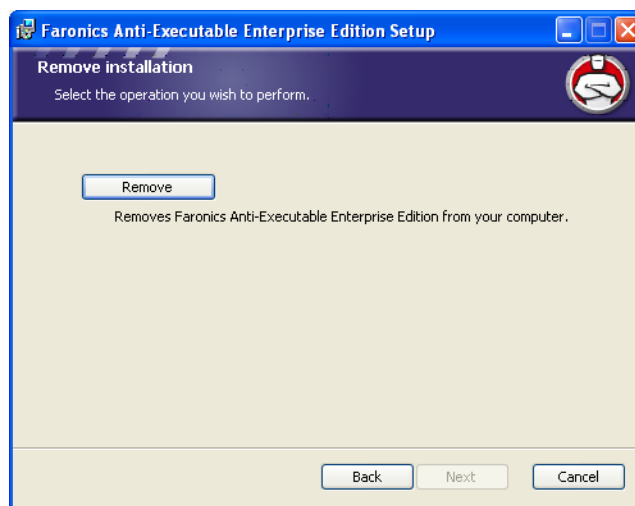 Faronics Anti-Executable Enterprise Edition Setup
Remove installation
Select the operation you wish to perform.
Remove
Removes Faronics Anti-Executable Enterprise Edition from your computer.
Back Next Cancel